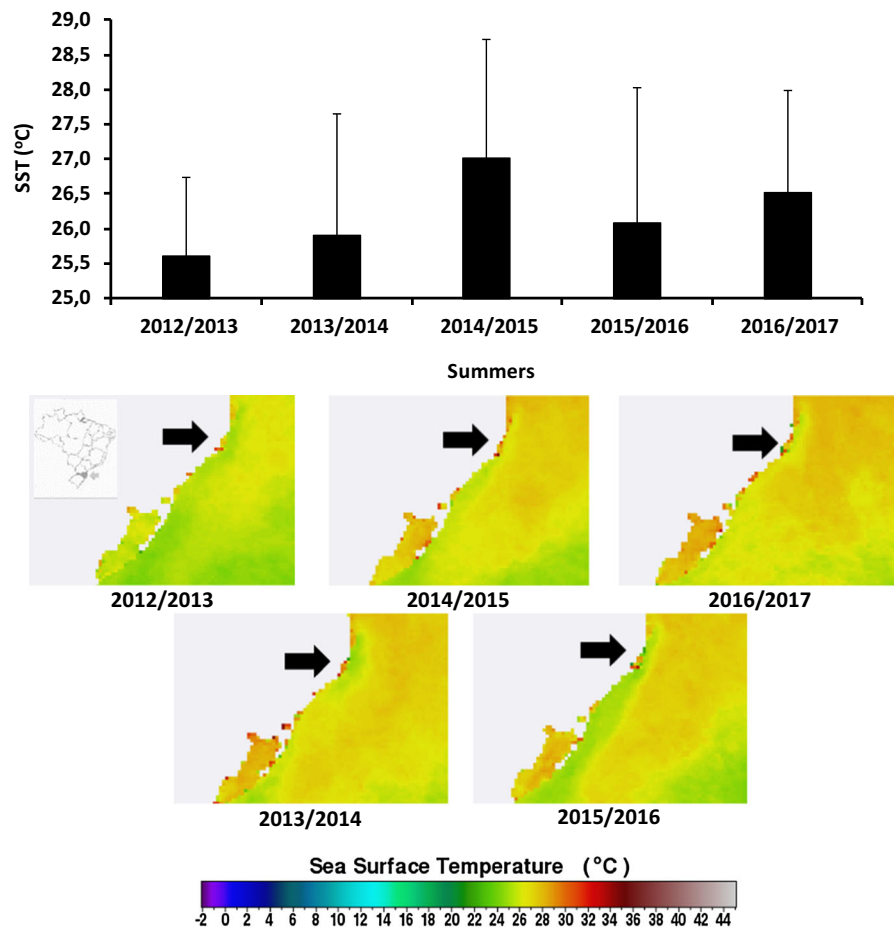 29,0
28,5
28,0
27,5
27,0
26,5
26,0
25,5
25,0
SST (ºC)
2012/2013 2013/2014 2014/2015 2015/2016 2016/2017
Summers
2012/2013 2014/2015 2016/2017
2013/2014 2015/2016
Sea Surface Temperature (°C)
-2 0 2 4 6 8 10 12 14 16 18 20 22 24 26 28 30 32 34 36 38 40 42 44